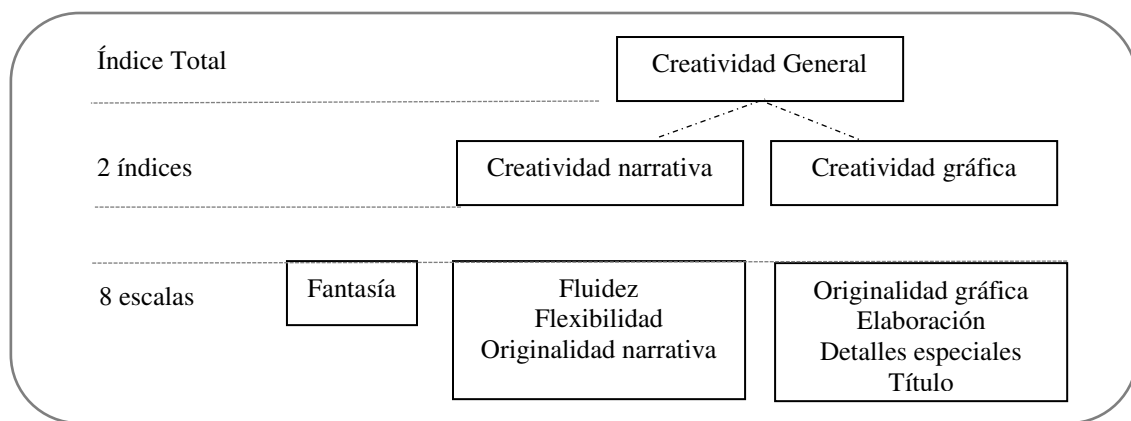 Índice Total
Creatividad General
2 índices
Creatividad narrativa
Creatividad gráfica
8 escalas
Fantasía
Fluidez
Flexibilidad
Originalidad narrativa
Originalidad gráfica
Elaboración
Detalles especiales
Título